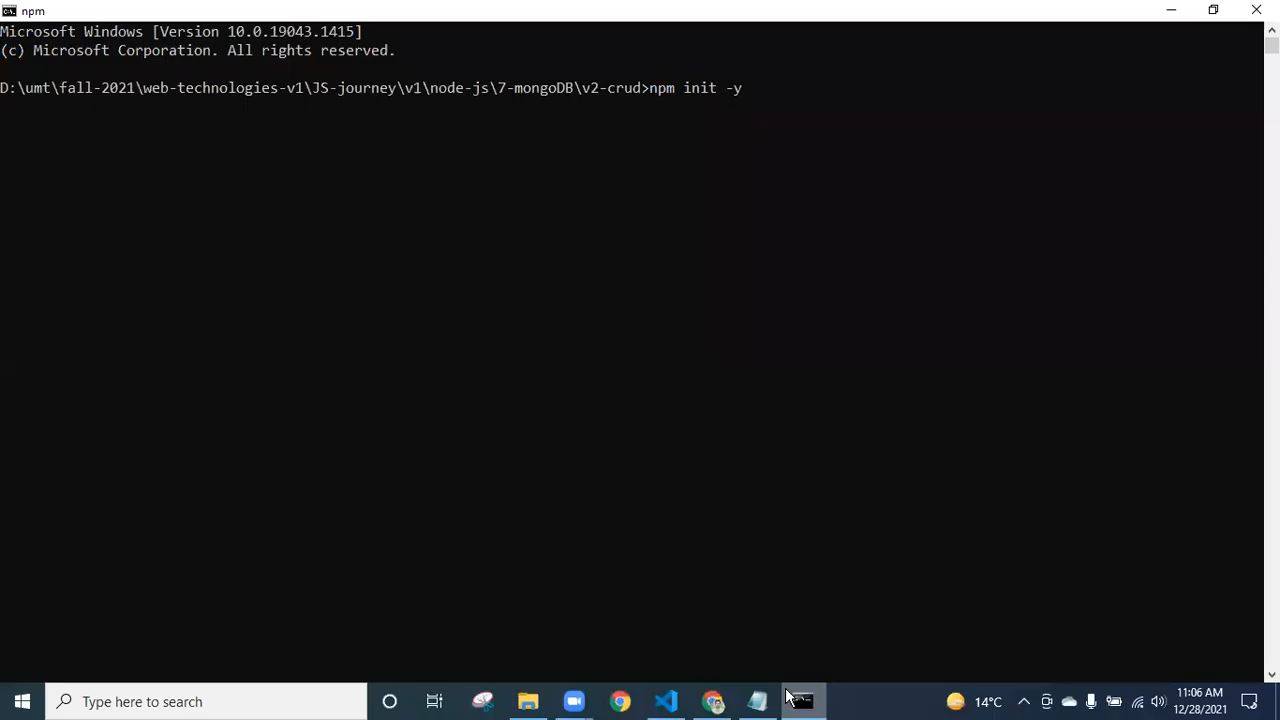 npm
Microsoft Windows [Version 10.0.19043.1415]
(c) Microsoft Corporation. All rights reserved.
D:\umt\fall-2021\web-technologies-v1\JS-journey\v1\node-js\7-mongoDB\v2-crud>npm init -y
Type here to search
14°C
11:06 AM
12/28/2021